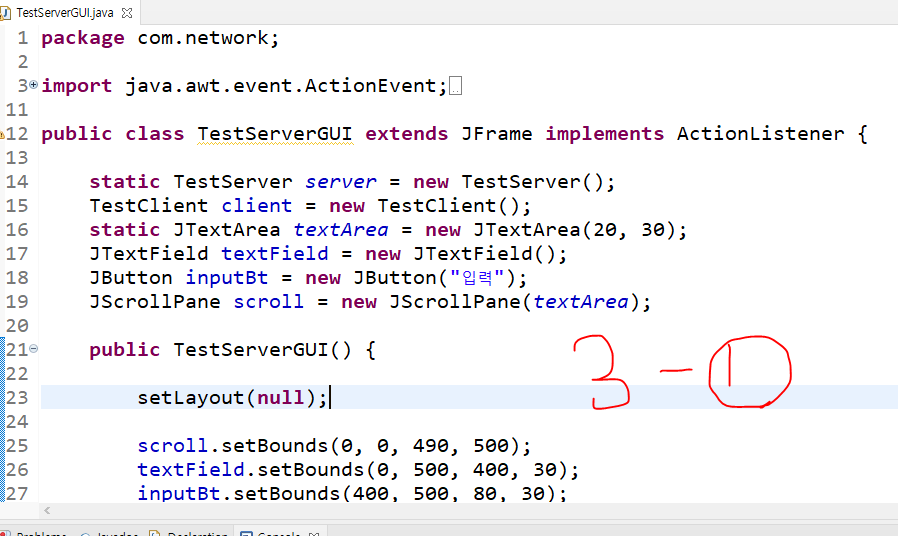 TestServerGUI.java
1 package com.network;
2
3 import java.awt.event.ActionEvent;
11
12 public class TestServerGUI extends JFrame implements ActionListener {
13
14 static TestServer server = new TestServer();
15 TestClient client = new TestClient();
16 static JTextArea textArea = new JTextArea(20, 30);
17 JTextField textField = new JTextField();
18 JButton inputBt = new JButton("입력");
19 JScrollPane scroll = new JScrollPane(textArea);
20
21 public TestServerGUI() {
22
3 - ①
23 setLayout(null);
24
25 scroll.setBounds(0, 0, 490, 500);
26 textField.setBounds(0, 500, 400, 30);
27 inputBt.setBounds(400, 500, 80, 30);
Problems Javadoc Declaration Console